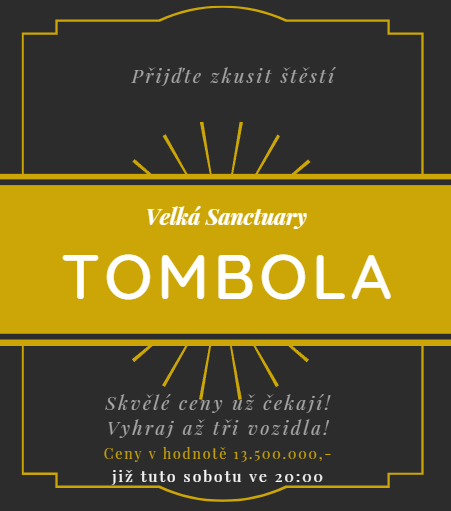 Přijďte zkusit štěstí
Velká Sanctuary
TOMBOLA
Skvělé ceny už čekají!
Vyhraj až tři vozidla!
Ceny v hodnotě 13.500.000,-
již tuto sobotu ve 20:00